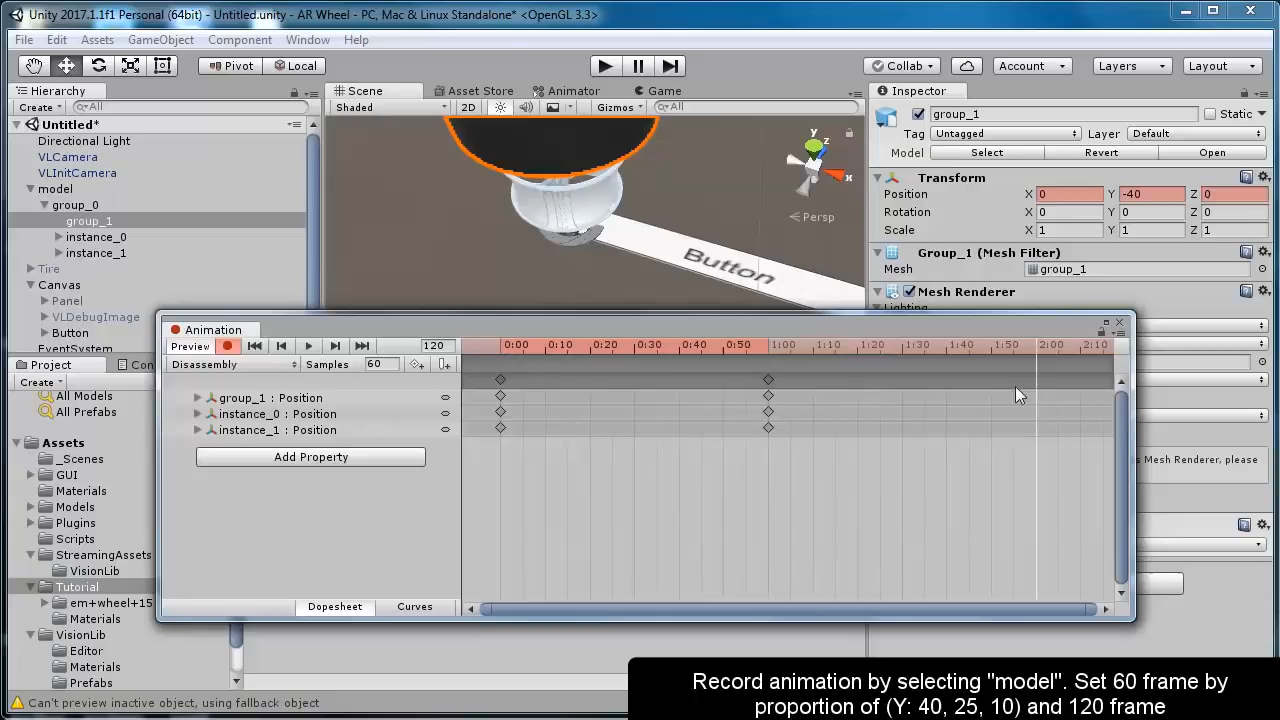 Unity 2017.1.1f1 Personal (64bit) - Untitled.unity - AR Wheel - PC, Mac & Linux Standalone* <OpenGL 3.3>
File Edit Assets GameObject Component Window Help
Pivot Local Collab Account Layers Layout
Hierarchy
Create All
Untitled*
Directional Light
VLCamera
VLInitCamera
model
group_0
group_1
instance_0
instance_1
Tire
Canvas
Panel
VLDebugImage
Button
EventSystem
Scene Asset Store Animator Game
Shaded 2D Gizmos All
y
z
x
Persp
Button
Inspector
group_1 Static
Tag Untagged Layer Default
Model Select Revert Open
Transform
Position X 0 Y -40 Z 0
Rotation X 0 Y 0 Z 0
Scale X 1 Y 1 Z 1
Group_1 (Mesh Filter)
Mesh group_1
Mesh Renderer
Lighting
s Mesh Renderer, please
Animation
Preview 120 0:00 0:10 0:20 0:30 0:40 0:50 1:00 1:10 1:20 1:30 1:40 1:50 2:00 2:10
Disassembly Samples 60
group_1 : Position
instance_0 : Position
instance_1 : Position
Add Property
Dopesheet Curves
Project Con
Create
All Models
All Prefabs
Assets
_Scenes
GUI
Materials
Models
Plugins
Scripts
StreamingAssets
VisionLib
Tutorial
em+wheel+15
Materials
VisionLib
Editor
Materials
Prefabs
Can't preview inactive object, using fallback object
Record animation by selecting "model". Set 60 frame by
proportion of (Y: 40, 25, 10) and 120 frame